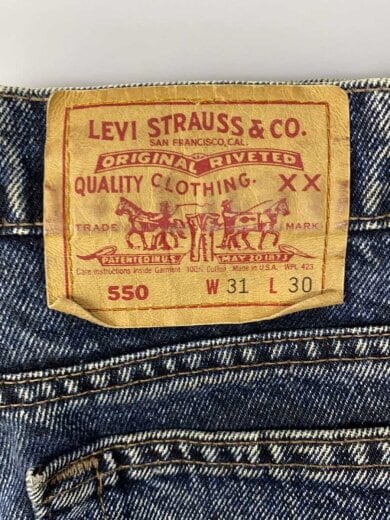 LEVI STRAUSS & CO.
SAN FRANCISCO, CAL.
ORIGINAL RIVETED
QUALITY CLOTHING. XX
TRADE MARK
PATENTED IN U.S. MAY 20 1873
Care Instructions Inside Garment 100% Cotton Made in U.S.A. WPL 423
550 W 31 L 30